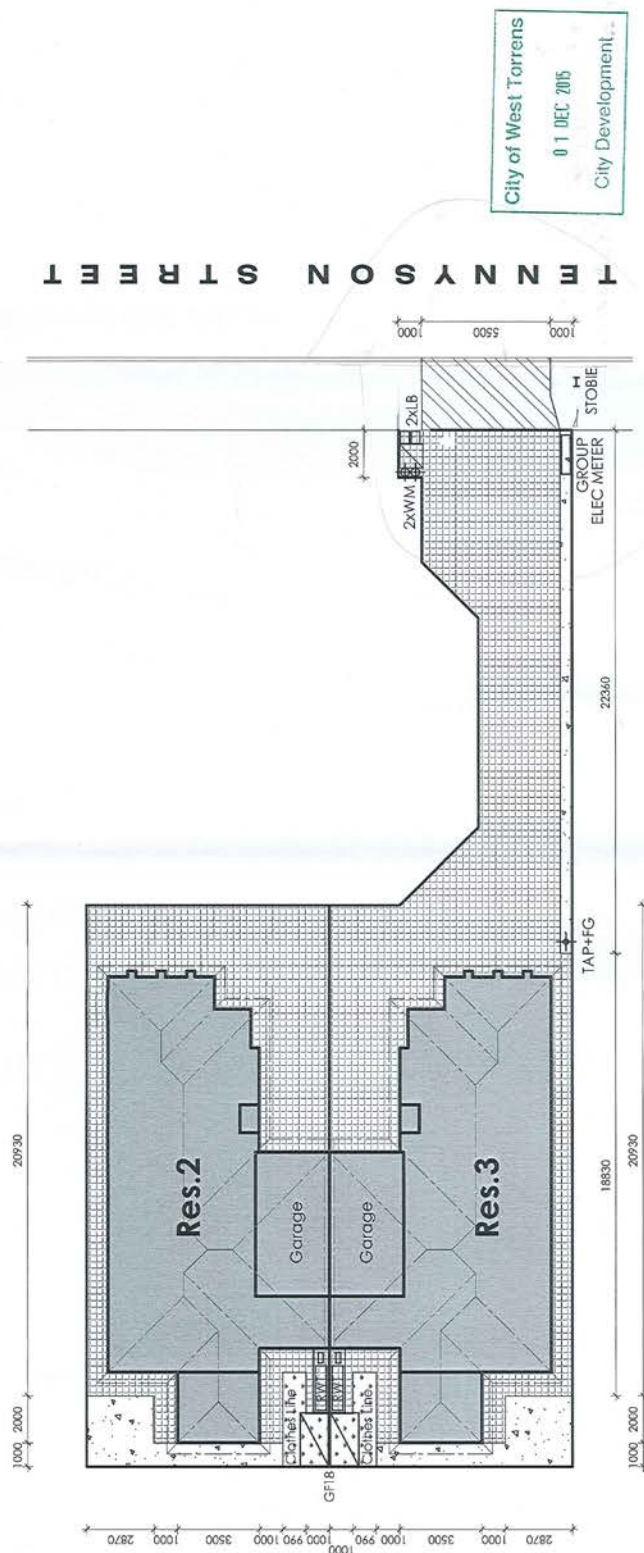 City of West Torrens
01 DEC 2015
City Development
TENNYSON STREET
1000
5500
1000
2xLB
2xWM
2000
STOBIE
GROUP
ELEC METER
22360
TAP+FG
20930
18830
20930
Res.2
Res.3
Garage
Garage
RWT
RWT
Clothes Line
Clothes Line
GF18
1000
2000
1000
2000
2870
1000
3500
1000
990
1000
1000
990
1000
3500
1000
2870